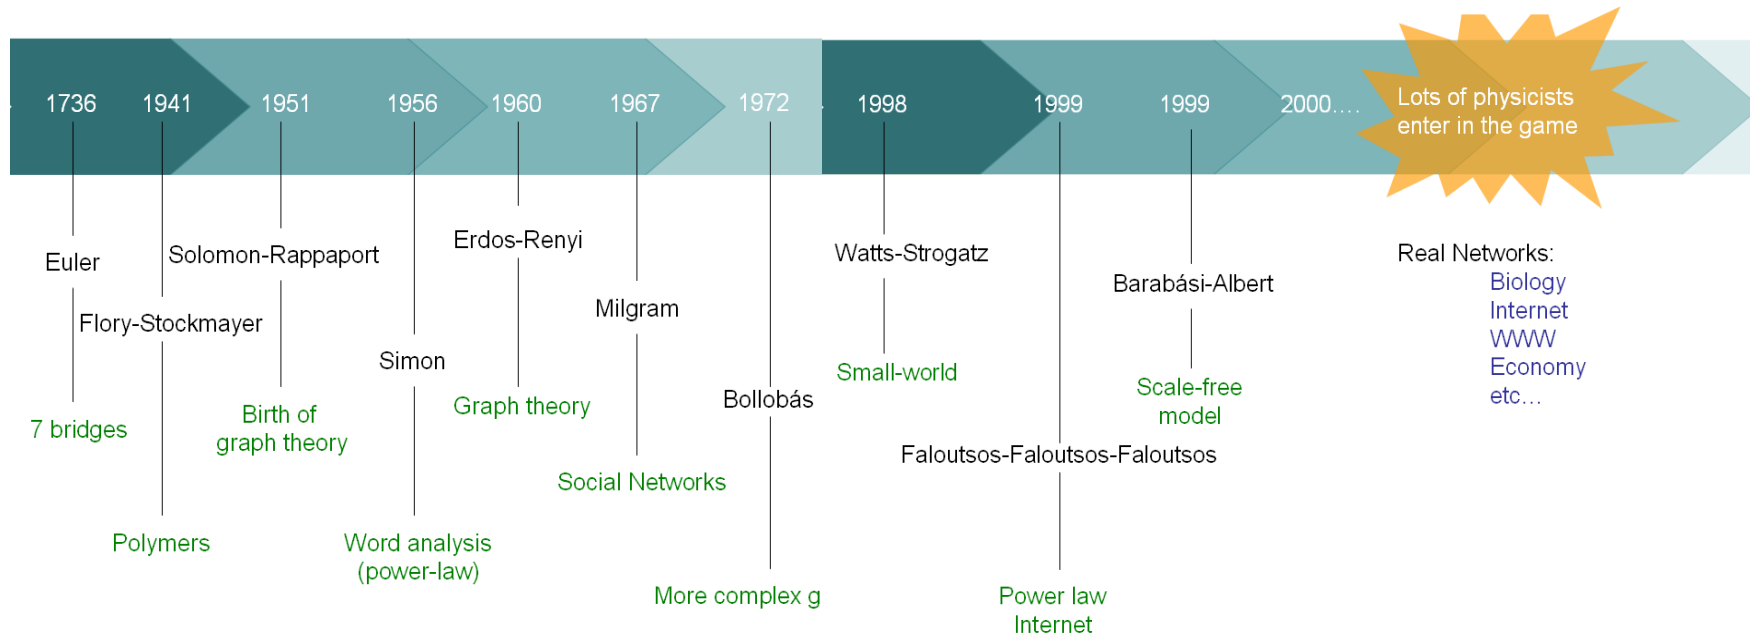 1736
1941
1951
1956
1960
1967
1972
1998
1999
1999
2000....
Lots of physicists
enter in the game
Euler
7 bridges
Flory-Stockmayer
Polymers
Solomon-Rappaport
Birth of
graph theory
Simon
Word analysis
(power-law)
Erdos-Renyi
Graph theory
Milgram
Social Networks
Bollobás
More complex g
Watts-Strogatz
Small-world
Faloutsos-Faloutsos-Faloutsos
Power law
Internet
Barabási-Albert
Scale-free
model
Real Networks:
Biology
Internet
WWW
Economy
etc...